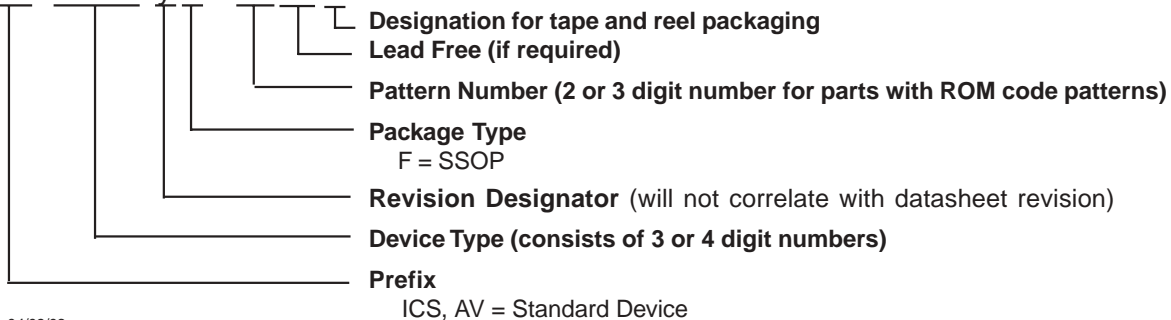 Designation for tape and reel packaging
Lead Free (if required)
Pattern Number (2 or 3 digit number for parts with ROM code patterns)
Package Type
F = SSOP
Revision Designator (will not correlate with datasheet revision)
Device Type (consists of 3 or 4 digit numbers)
Prefix
ICS, AV = Standard Device